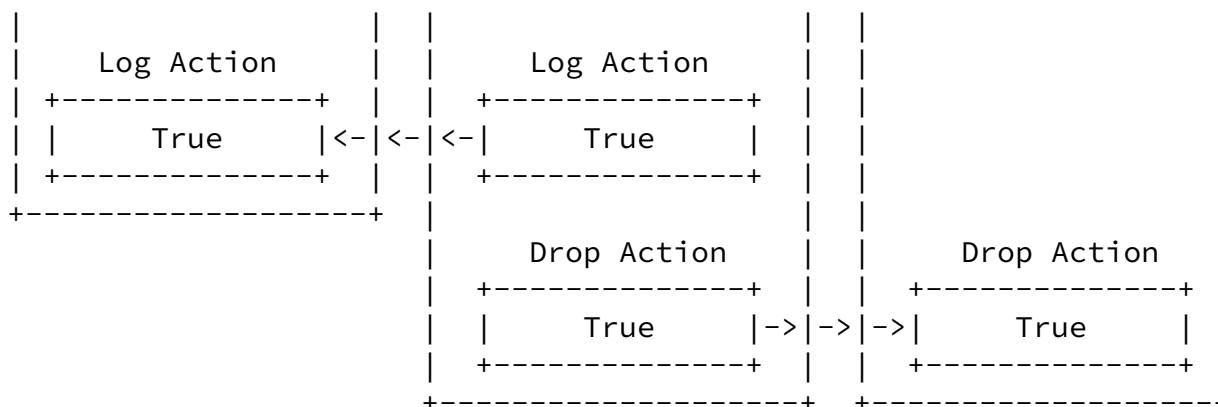 |                   |  |                    |  |
|    Log Action     |  |     Log Action     |  |
| +--------------+  |  |  +--------------+  |  |
| |     True     |<-|<-|<-|     True     |  |  |
| +--------------+  |  |  +--------------+  |  |
+-------------------+  |                    |  |
                       |     Drop Action    |  |     Drop Action
                       |  +--------------+  |  |  +--------------+
                       |  |     True     |->|->|->|     True     |
                       |  +--------------+  |  |  +--------------+
                       +--------------------+  +--------------------